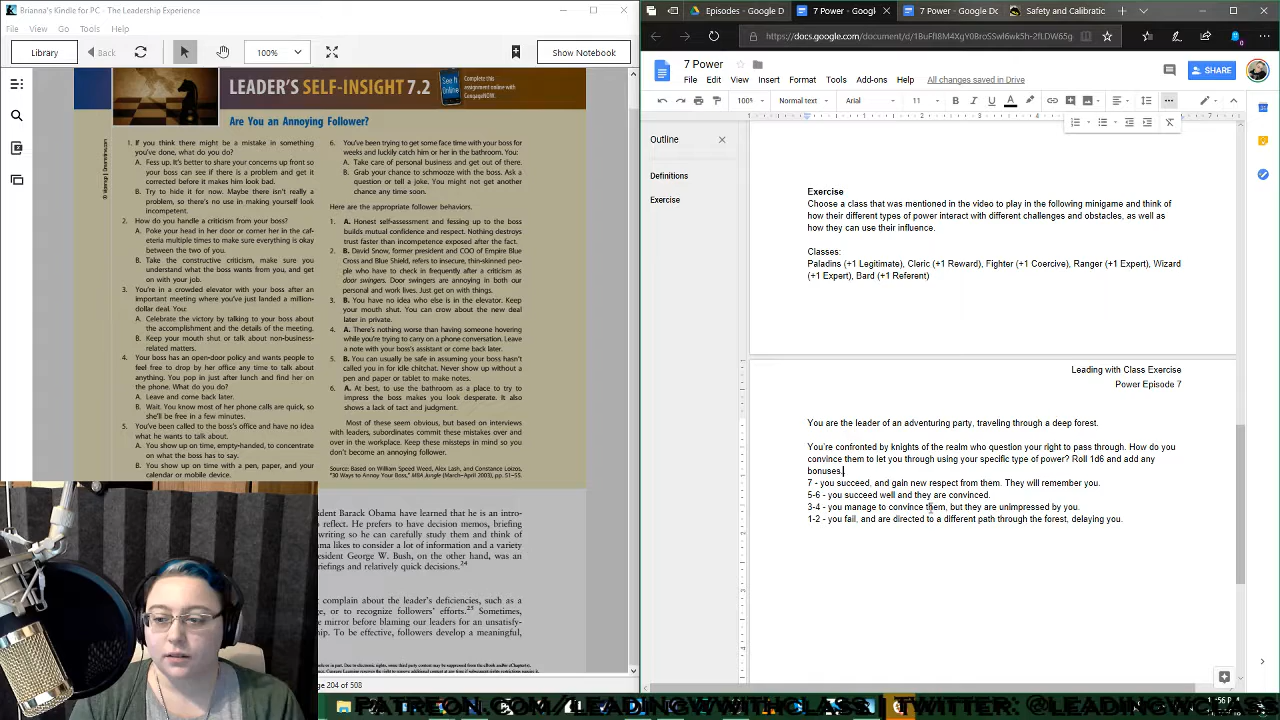 Brianna's Kindle for PC - The Leadership Experience
File View Go Tools Help
Library
Back
100%
Show Notebook
LEADER'S SELF-INSIGHT 7.2
Complete this
assignment online with
CengageNOW.
Are You an Annoying Follower?
1. If you think there might be a mistake in something
you've done, what do you do?
A. Fess up. It's better to share your concerns up front so
your boss can see if there is a problem and get it
corrected before it makes him look bad.
B. Try to hide it for now. Maybe there isn't really a
problem, so there's no use in making yourself look
incompetent.
2. How do you handle a criticism from your boss?
A. Poke your head in her door or corner her in the caf-
eteria multiple times to make sure everything is okay
between the two of you.
B. Take the constructive criticism, make sure you
understand what the boss wants from you, and get
on with your job.
3. You're in a crowded elevator with your boss after an
important meeting where you've just landed a million-
dollar deal. You:
A. Celebrate the victory by talking to your boss about
the accomplishment and the details of the meeting.
B. Keep your mouth shut or talk about non-business-
related matters.
4. Your boss has an open-door policy and wants people to
feel free to drop by her office any time to talk about
anything. You pop in just after lunch and find her on
the phone. What do you do?
A. Leave and come back later.
B. Wait. You know most of her phone calls are quick, so
she'll be free in a few minutes.
5. You've been called to the boss's office and have no idea
what he wants to talk about.
A. You show up on time, empty-handed, to concentrate
on what the boss has to say.
B. You show up on time with a pen, paper, and your
calendar or mobile device.
6. You've been trying to get some face time with your boss for
weeks and luckily catch him or her in the bathroom. You:
A. Take care of personal business and get out of there.
B. Grab your chance to schmooze with the boss. Ask a
question or tell a joke. You might not get another
chance any time soon.
Here are the appropriate follower behaviors.
1. A. Honest self-assessment and fessing up to the boss
builds mutual confidence and respect. Nothing destroys
trust faster than incompetence exposed after the fact.
2. B. David Snow, former president and COO of Empire Blue
Cross and Blue Shield, refers to insecure, thin-skinned peo-
ple who have to check in frequently after a criticism as
door swingers. Door swingers are annoying in both our
personal and work lives. Just get on with things.
3. B. You have no idea who else is in the elevator. Keep
your mouth shut. You can crow about the new deal
later in private.
4. A. There's nothing worse than having someone hovering
while you're trying to carry on a phone conversation. Leave
a note with your boss's assistant or come back later.
5. B. You can usually be safe in assuming your boss hasn't
called you in for idle chitchat. Never show up without a
pen and paper or tablet to make notes.
6. A. At best, to use the bathroom as a place to try to
impress the boss makes you look desperate. It also
shows a lack of tact and judgment.
Most of these seem obvious, but based on interviews
with leaders, subordinates commit these mistakes over and
over in the workplace. Keep these missteps in mind so you
don't become an annoying follower.
Source: Based on William Speed Weed, Alex Lash, and Constance Loizos,
"30 Ways to Annoy Your Boss," MBA Jungle (March–April 2003), pp. 51–55.
ident Barack Obama have learned that he is an intro-
reflect. He prefers to have decision memos, briefing
writing so he can carefully study them and think of
ma likes to consider a lot of information and a variety
esident George W. Bush, on the other hand, was an
riefings and relatively quick decisions.24
complain about the leader's deficiencies, such as a
ge, or to recognize followers' efforts.25 Sometimes,
e mirror before blaming our leaders for an unsatisfy-
ship. To be effective, followers develop a meaningful,
ge 204 of 508
Episodes - Google D
7 Power - Google Doc
7 Power - Google Doc
Safety and Calibratic
https://docs.google.com/document/d/1BuFfl8M4XgY0BroSSwl6wk5h-2fLDW65g
7 Power
SHARE
File Edit View Insert Format Tools Add-ons Help
All changes saved in Drive
100%
Normal text
Arial
11
OUTLINE
Definitions
Exercise
Exercise
Choose a class that was mentioned in to play in the following minigame and think of
how each different types of power interact with different obstacles, as well as
how they can use their influence.
Classes:
Paladins (+1 Legitimate), Cleric (+1 Reward), Fighter (+1 Coercive), Ranger (+1 Expert), Wizard
(+1 Expert), Bard (+1 Referent)
Leading With Class Exercise
Power Episode 7
You are the leader of an adventuring party, traveling through a deep forest.
You're approached by guardians of the forest who question your right to pass through. How do you
convince them to let you through using your specific type of power? Roll 1d6 and add any
bonuses.
7 - you succeed, and gain new respect from them. They will remember you.
5-6 - you succeed well and they are convinced.
3-4 - you manage to convince them, but they are unimpressed by you.
1-2 - you fail, and are directed to a different path through the forest, delaying you.
PATREON.COM/LEADINGWWITHCLASS | TWITTER: @LEADINGWCLASS